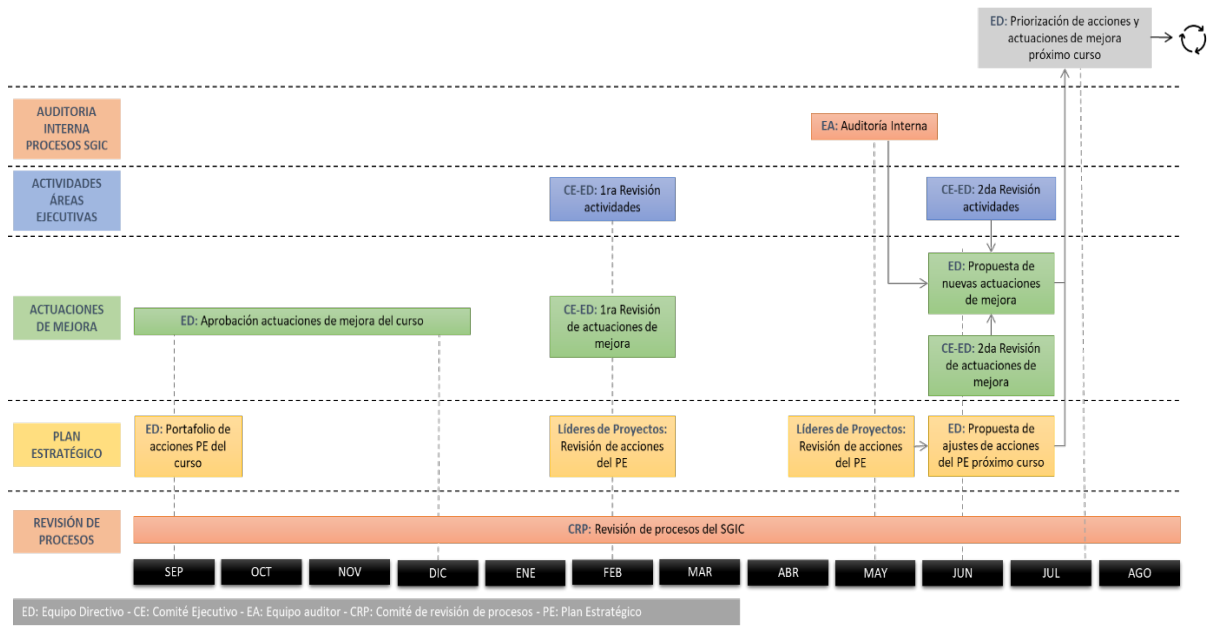 ED: Priorización de acciones y
actuaciones de mejora
próximo curso
AUDITORIA
INTERNA
PROCESOS SGIC
EA: Auditoría Interna
ACTIVIDADES
ÁREAS
EJECUTIVAS
CE-ED: 1ra Revisión
actividades
CE-ED: 2da Revisión
actividades
ACTUACIONES
DE MEJORA
ED: Aprobación actuaciones de mejora del curso
CE-ED: 1ra Revisión
de actuaciones de
mejora
ED: Propuesta de
nuevas actuaciones
de mejora
CE-ED: 2da Revisión
de actuaciones de
mejora
PLAN
ESTRATÉGICO
ED: Portafolio de
acciones PE del
curso
Líderes de Proyectos:
Revisión de acciones
del PE
Líderes de Proyectos:
Revisión de acciones
del PE
ED: Propuesta de
ajustes de acciones
del PE próximo curso
REVISIÓN DE
PROCESOS
CRP: Revisión de procesos del SGIC
SEP
OCT
NOV
DIC
ENE
FEB
MAR
ABR
MAY
JUN
JUL
AGO
ED: Equipo Directivo - CE: Comité Ejecutivo - EA: Equipo auditor - CRP: Comité de revisión de procesos - PE: Plan Estratégico